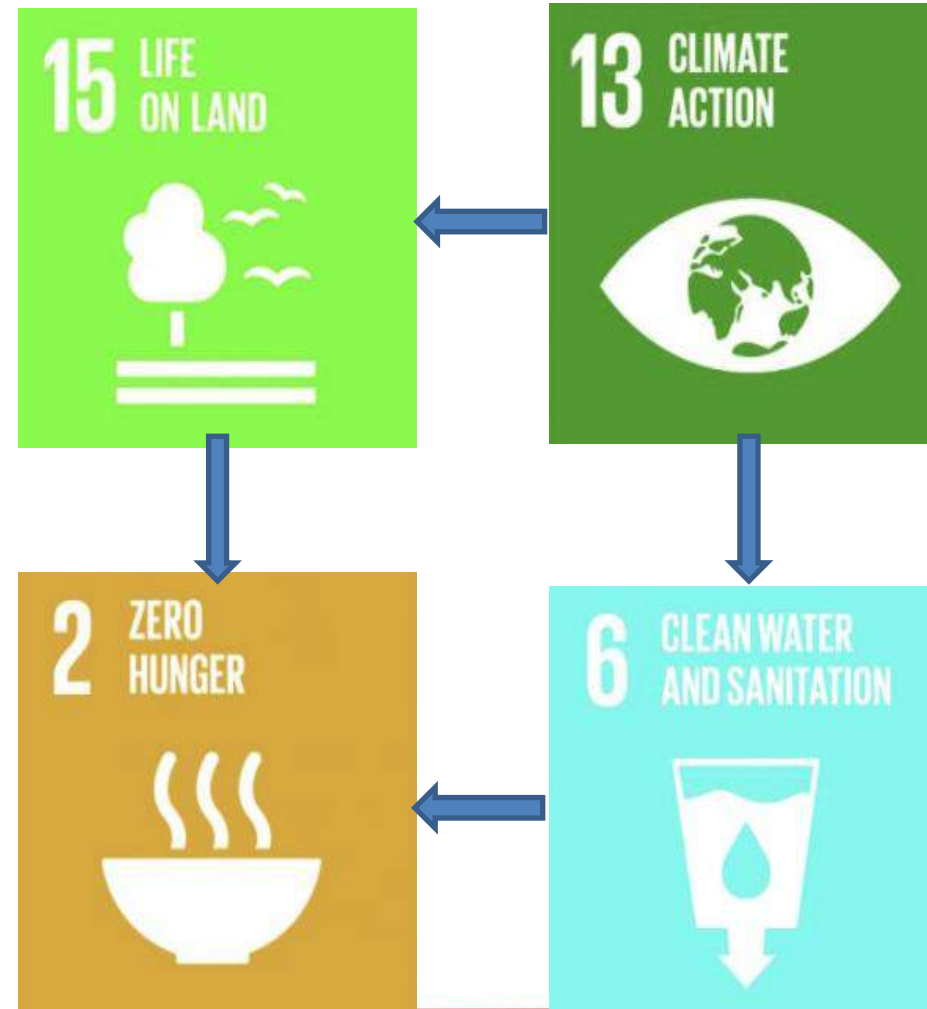 15 LIFE
ON LAND
13 CLIMATE
ACTION
2 ZERO
HUNGER
6 CLEAN WATER
AND SANITATION